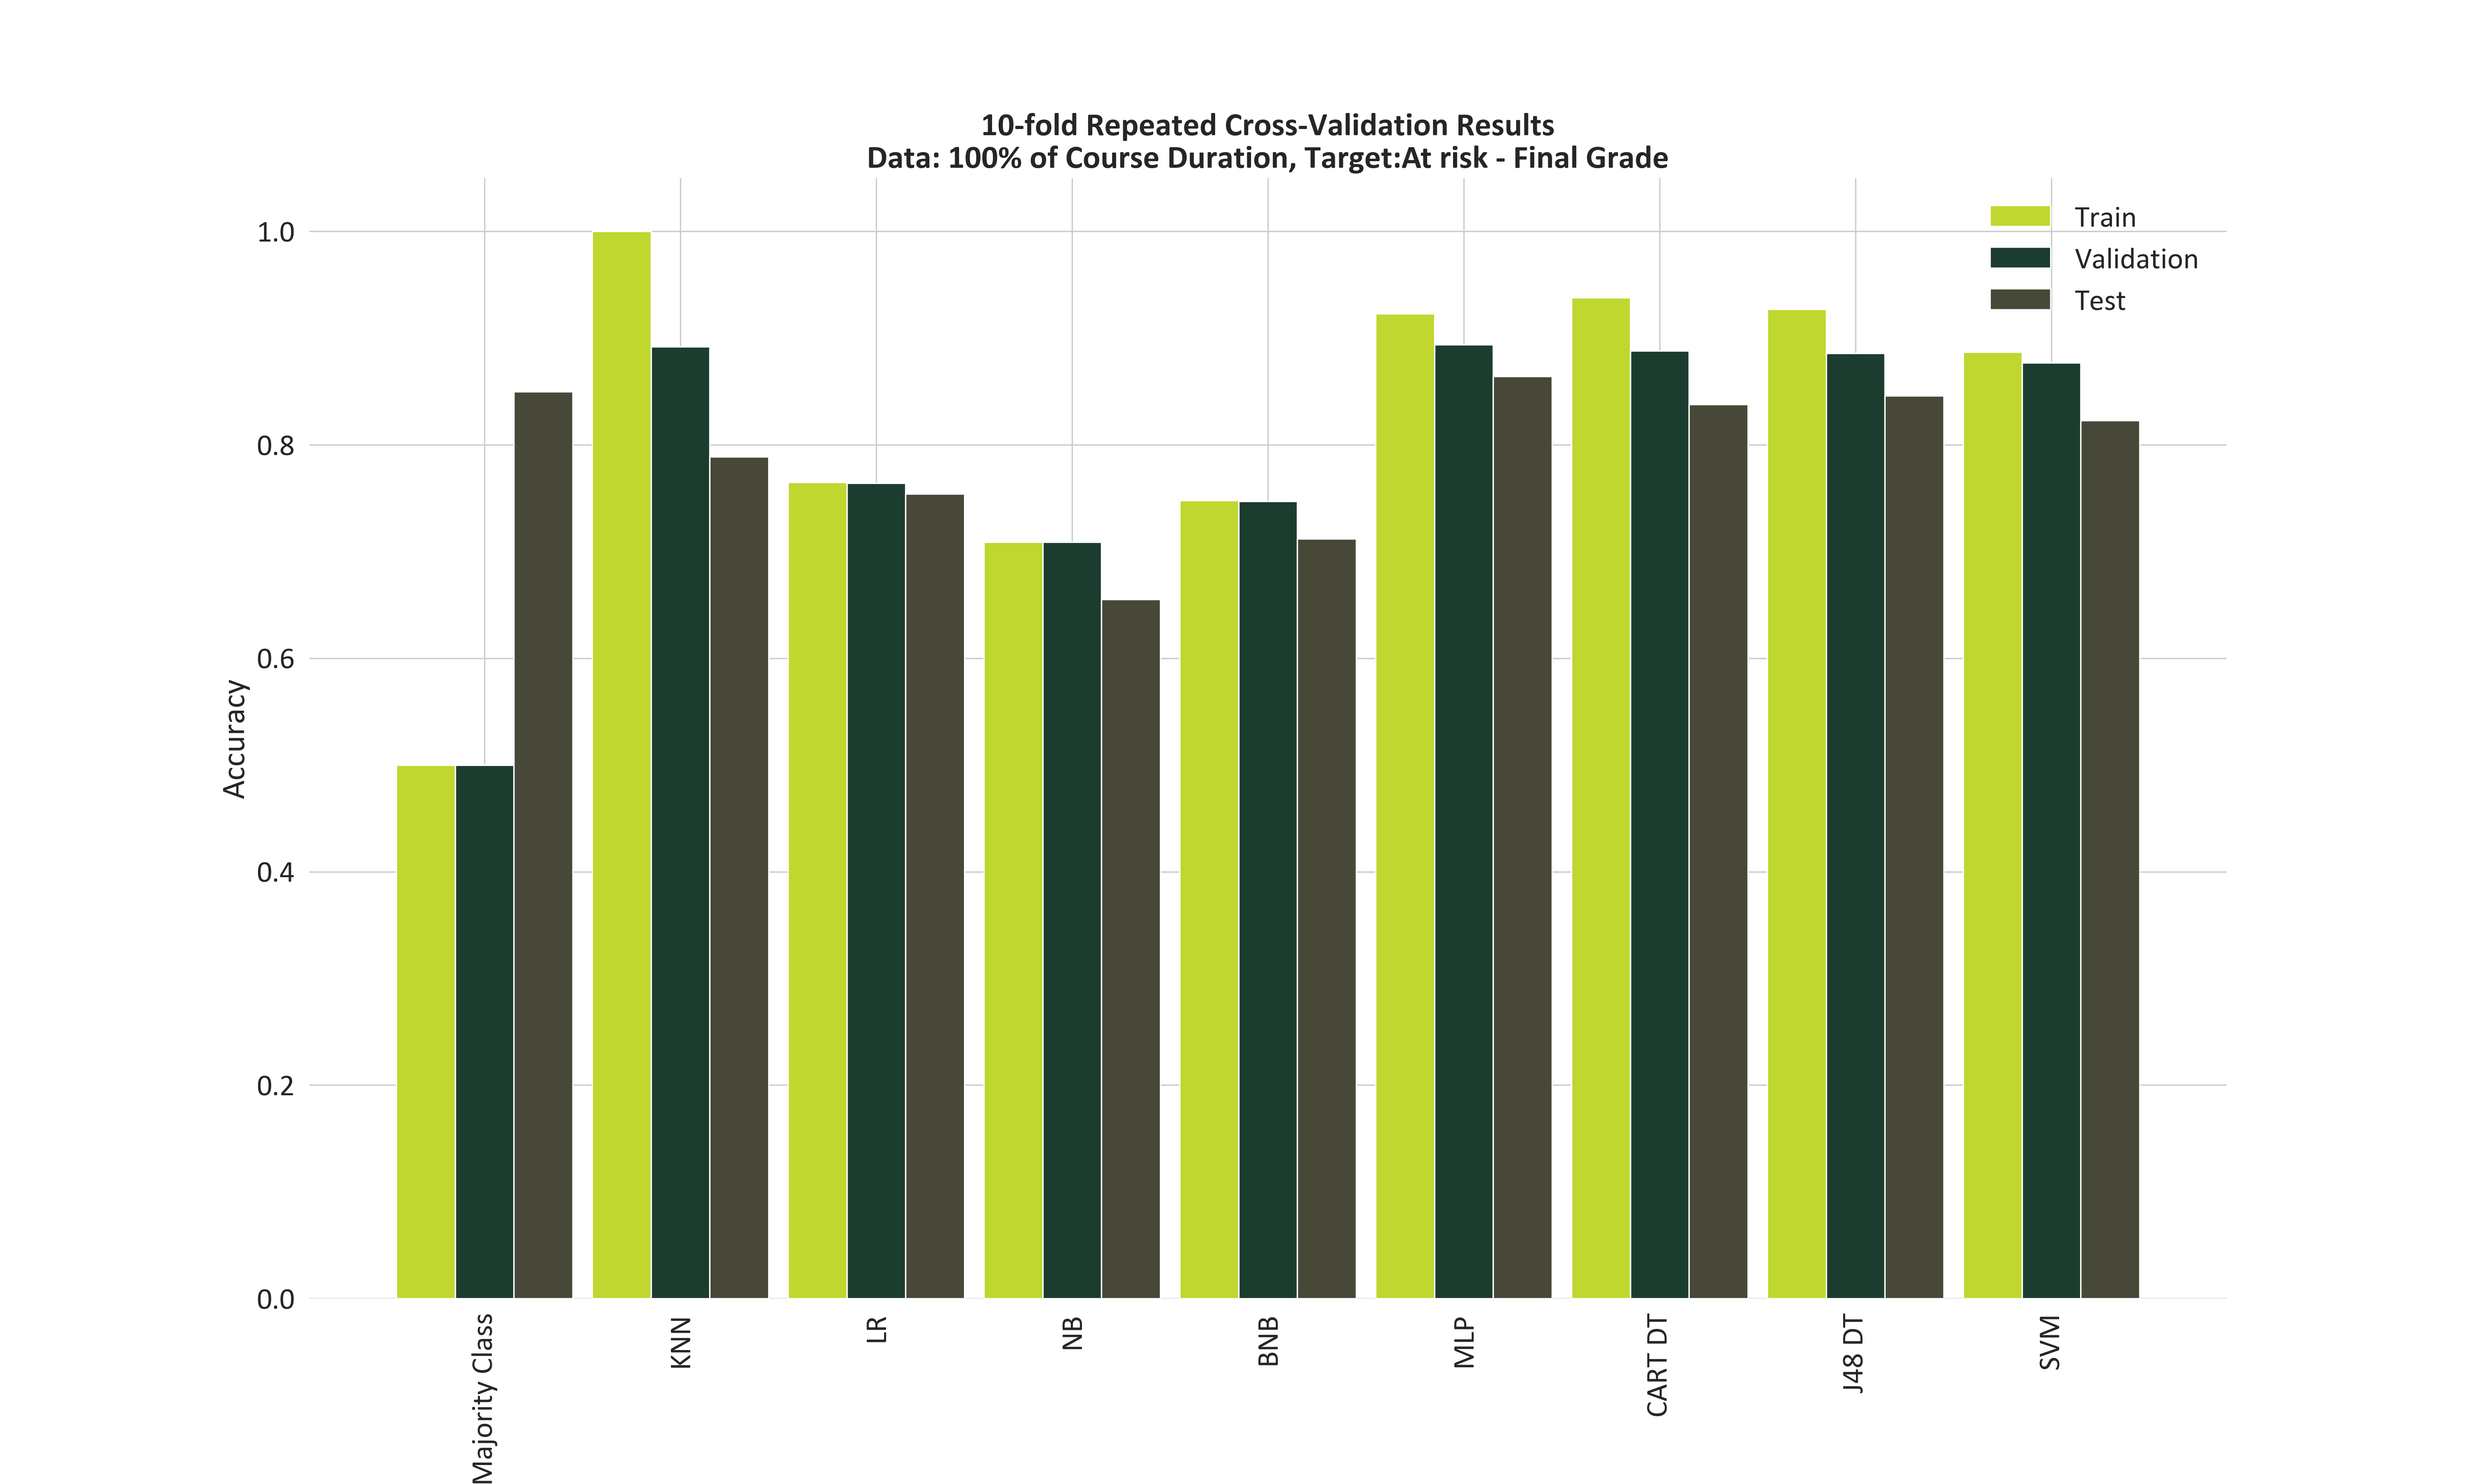 10-fold Repeated Cross-Validation Results
Data: 100% of Course Duration, Target:At risk - Final Grade
Train
Validation
Test
Accuracy
1.0
0.8
0.6
0.4
0.2
0.0
Majority Class
KNN
LR
NB
BNB
MLP
CART DT
J48 DT
SVM